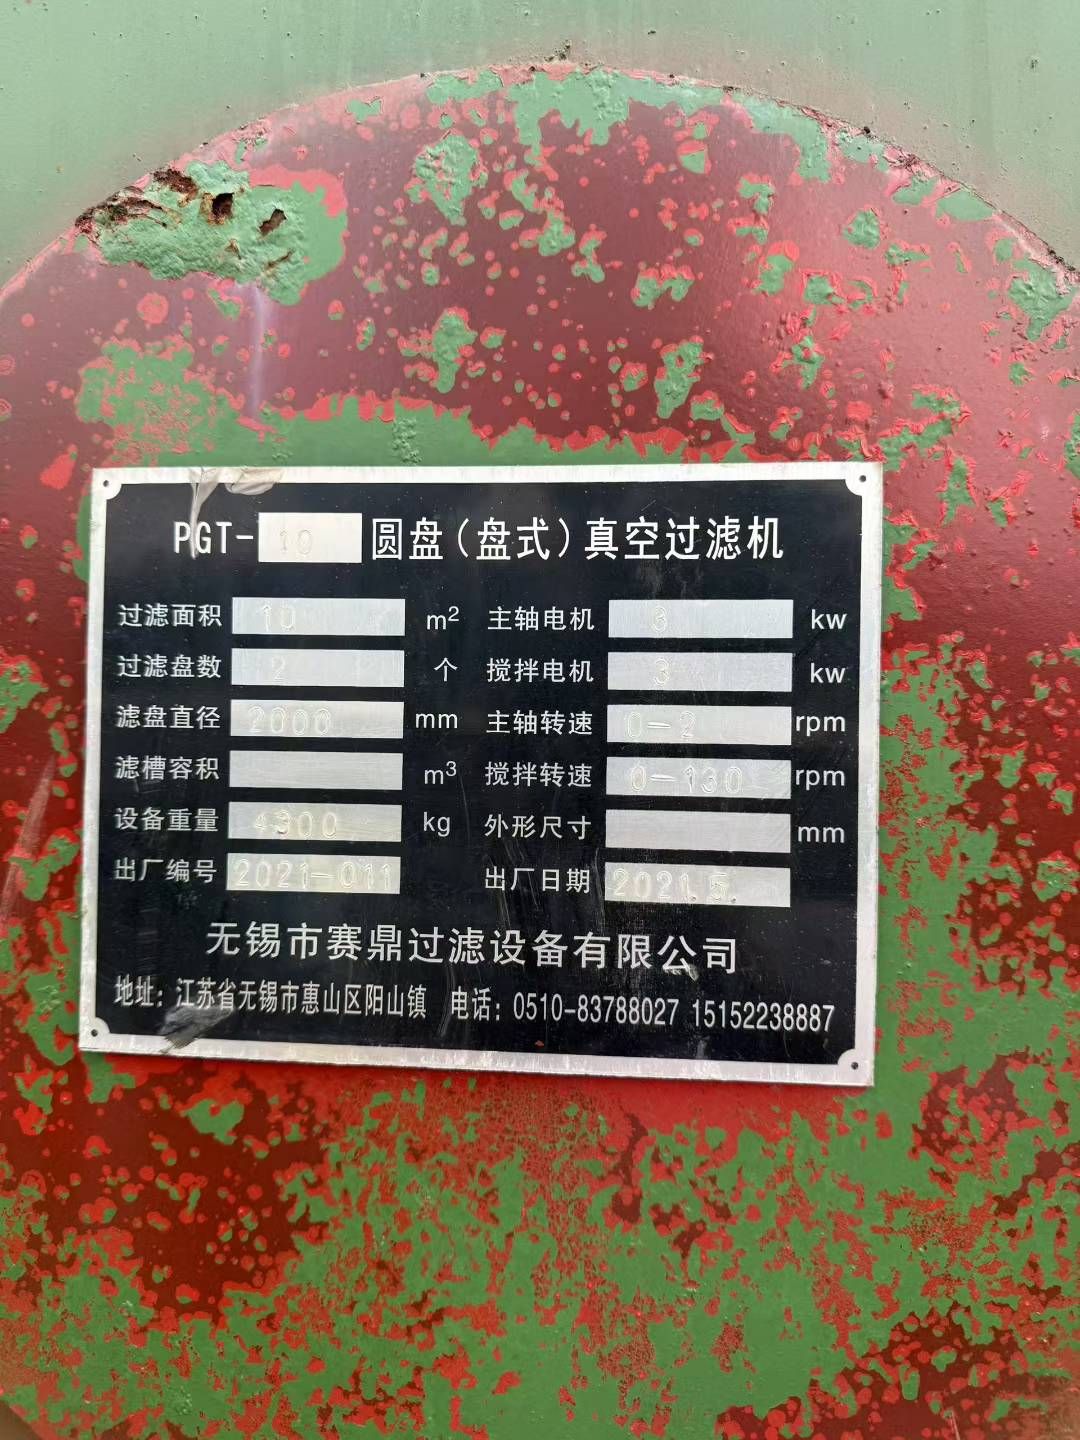 PGT-10 圆盘(盘式)真空过滤机
过滤面积 10 m² 主轴电机 3 kw
过滤盘数 2 个 搅拌电机 3 kw
滤盘直径 2000 mm 主轴转速 0-2 rpm
滤槽容积 m³ 搅拌转速 0-130 rpm
设备重量 4300 kg 外形尺寸 mm
出厂编号 2021-011 出厂日期 2021.5.
无锡市赛鼎过滤设备有限公司
地址:江苏省无锡市惠山区阳山镇 电话:0510-83788027 15152238887